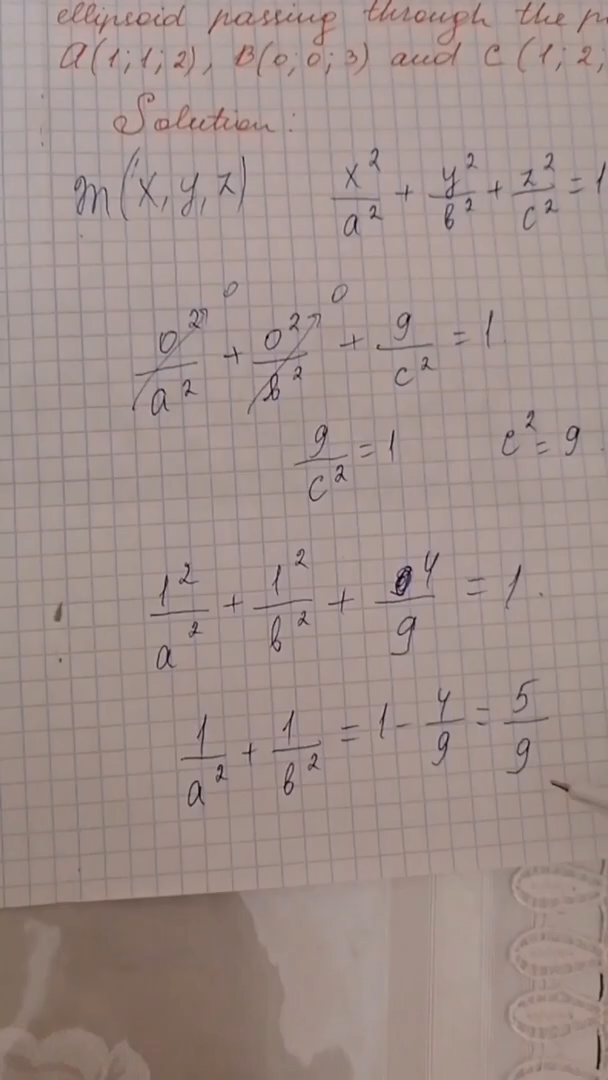 ellipsoid passing through the p
A(1;1;2), B(0;0;3) and C(1;2,
Solution:
M(x,y,z) x²/a² + y²/b² + z²/c² = 1
0²/a² 0 + 0²/b² 0 + 9/c² = 1
9/c² = 1 c² = 9
1²/a² + 1²/b² + 4/9 = 1.
1/a² + 1/b² = 1 - 4/9 = 5/9